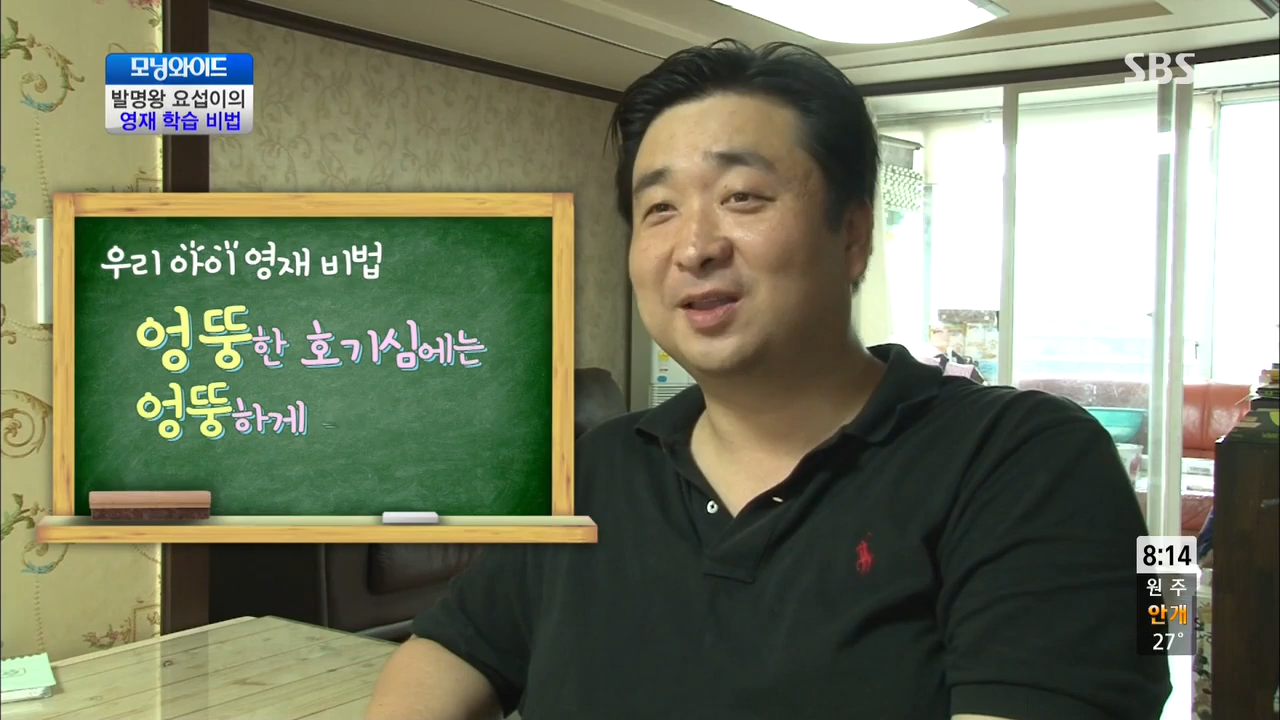 모닝와이드
발명왕 요섭이의
영재 학습 비법
SBS
우리 아이 영재 비법
엉뚱한 호기심에는
엉뚱하게
8:14
원주
안개
27°